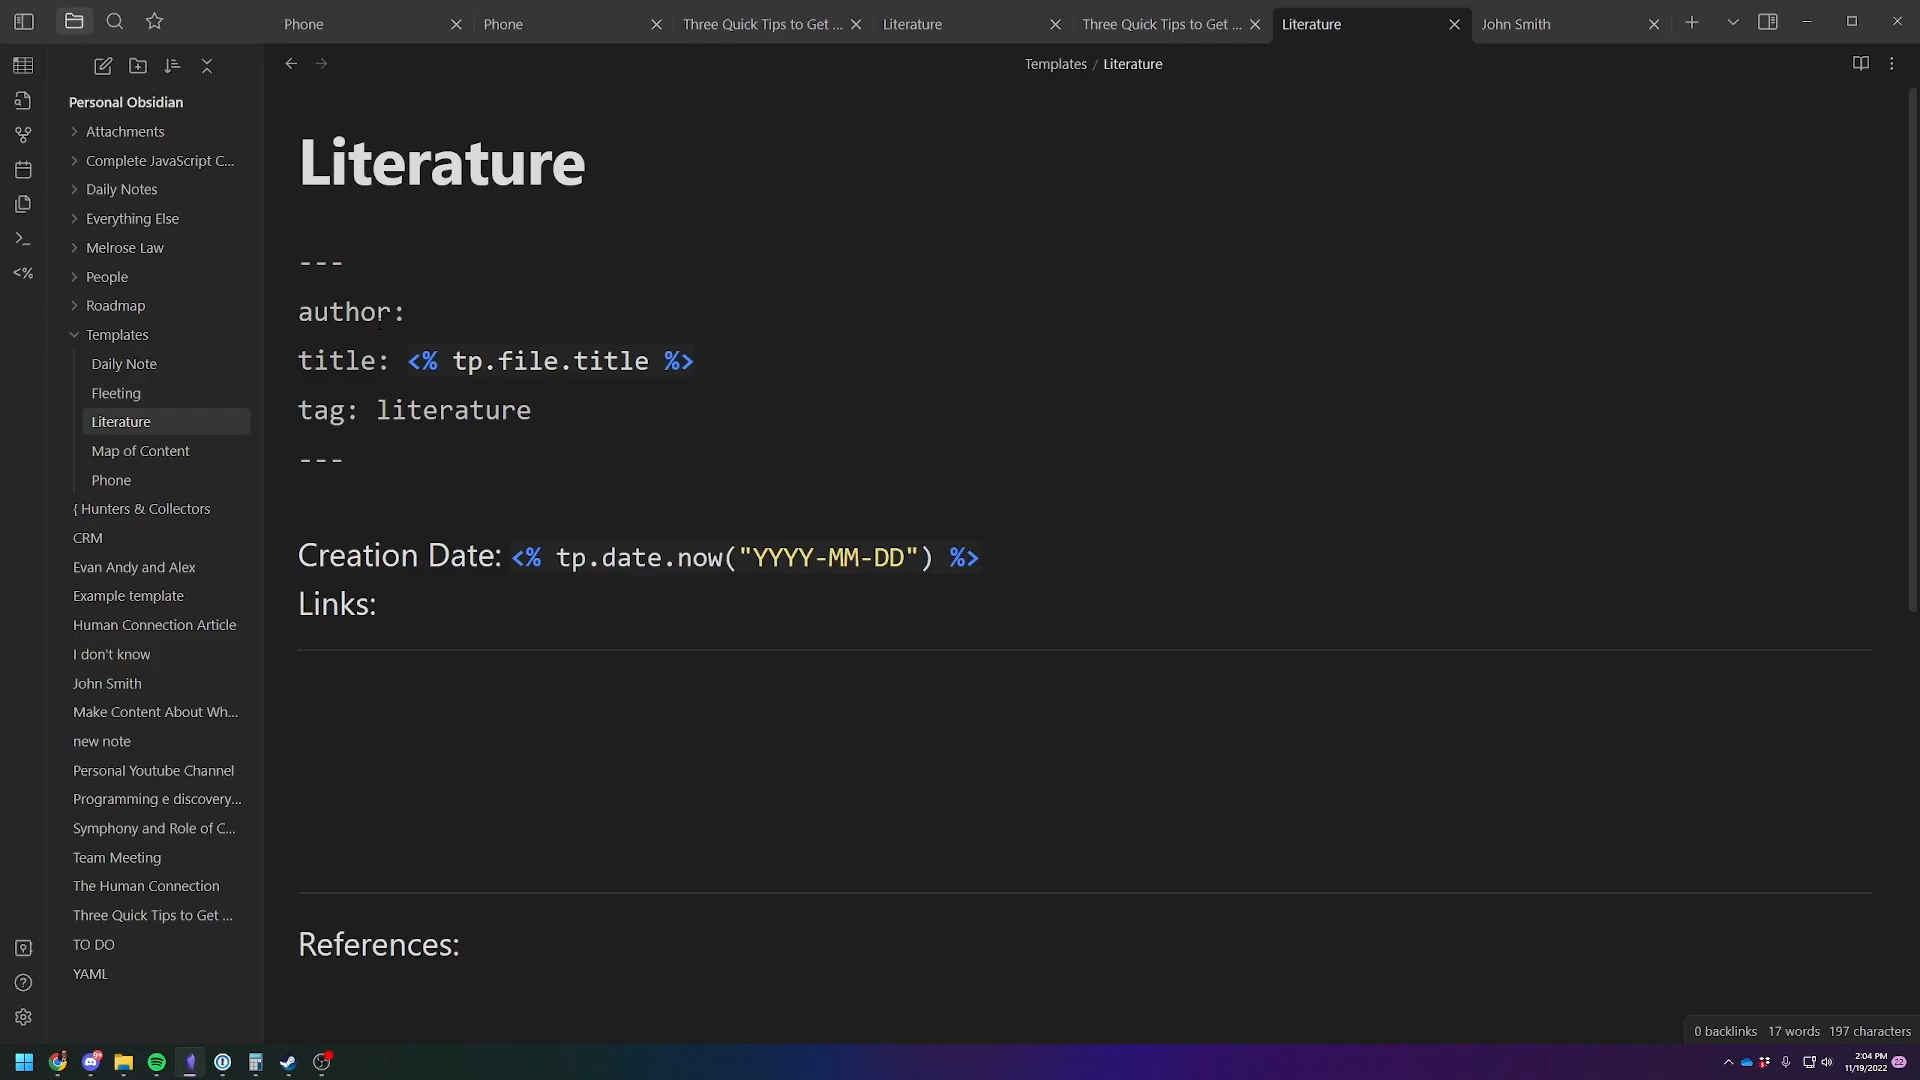 Phone
Phone
Three Quick Tips to Get ...
Literature
Three Quick Tips to Get ...
Literature
John Smith
Templates / Literature
Personal Obsidian
Attachments
Complete JavaScript C...
Daily Notes
Everything Else
Melrose Law
People
Roadmap
Templates
Daily Note
Fleeting
Literature
Map of Content
Phone
{ Hunters & Collectors
CRM
Evan Andy and Alex
Example template
Human Connection Article
I don't know
John Smith
Make Content About Wh...
new note
Personal Youtube Channel
Programming e discovery...
Symphony and Role of C...
Team Meeting
The Human Connection
Three Quick Tips to Get ...
TO DO
YAML
Literature
---
author:
title: <% tp.file.title %>
tag: literature
---
Creation Date: <% tp.date.now("YYYY-MM-DD") %>
Links:
References:
0 backlinks 17 words 197 characters
2:04 PM
11/19/2022
22